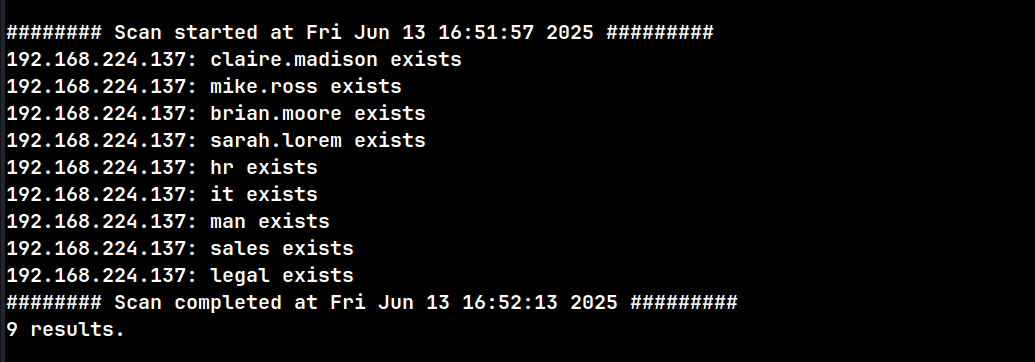 ######## Scan started at Fri Jun 13 16:51:57 2025 #########
192.168.224.137: claire.madison exists
192.168.224.137: mike.ross exists
192.168.224.137: brian.moore exists
192.168.224.137: sarah.lorem exists
192.168.224.137: hr exists
192.168.224.137: it exists
192.168.224.137: man exists
192.168.224.137: sales exists
192.168.224.137: legal exists
######## Scan completed at Fri Jun 13 16:52:13 2025 #########
9 results.